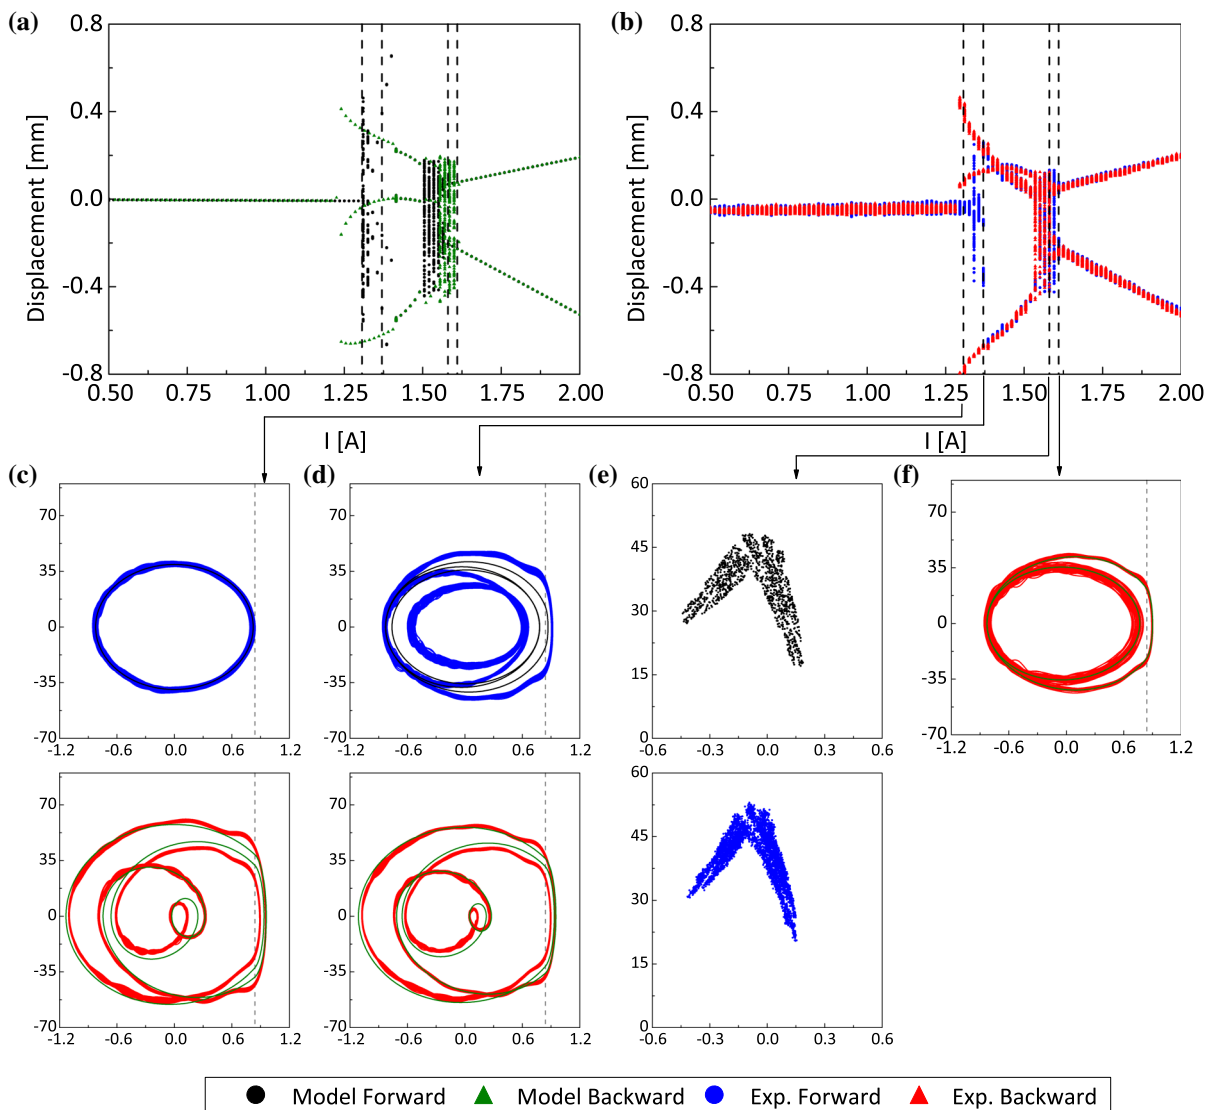 (a)
(b)
0.8
0.4
0.0
-0.4
-0.8
Displacement [mm]
0.50 0.75 1.00 1.25 1.50 1.75 2.00
I [A]
0.8
0.4
0.0
-0.4
-0.8
Displacement [mm]
0.50 0.75 1.00 1.25 1.50 1.75 2.00
I [A]
(c)
(d)
(e)
(f)
70
35
0
-35
-70
-1.2 -0.6 0.0 0.6 1.2
70
35
0
-35
-70
-1.2 -0.6 0.0 0.6 1.2
60
45
30
15
0
-0.6 -0.3 0.0 0.3 0.6
70
35
0
-35
-70
-1.2 -0.6 0.0 0.6 1.2
70
35
0
-35
-70
-1.2 -0.6 0.0 0.6 1.2
70
35
0
-35
-70
-1.2 -0.6 0.0 0.6 1.2
60
45
30
15
0
-0.6 -0.3 0.0 0.3 0.6
Model Forward Model Backward Exp. Forward Exp. Backward